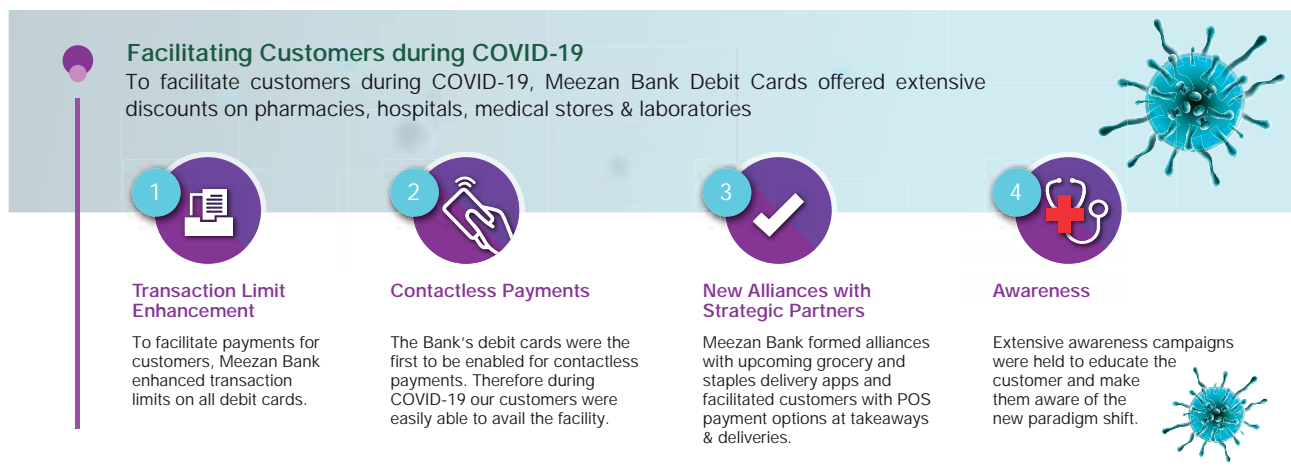 Facilitating Customers during COVID-19
To facilitate customers during COVID-19, Meezan Bank Debit Cards offered extensive
discounts on pharmacies, hospitals, medical stores & laboratories
1
Transaction Limit
Enhancement
To facilitate payments for
customers, Meezan Bank
enhanced transaction
limits on all debit cards.
2
Contactless Payments
The Bank's debit cards were the
first to be enabled for contactless
payments. Therefore during
COVID-19 our customers were
easily able to avail the facility.
3
New Alliances with
Strategic Partners
Meezan Bank formed alliances
with upcoming grocery and
staples delivery apps and
facilitated customers with POS
payment options at takeaways
& deliveries.
4
Awareness
Extensive awareness campaigns
were held to educate the
customer and make
them aware of the
new paradigm shift.